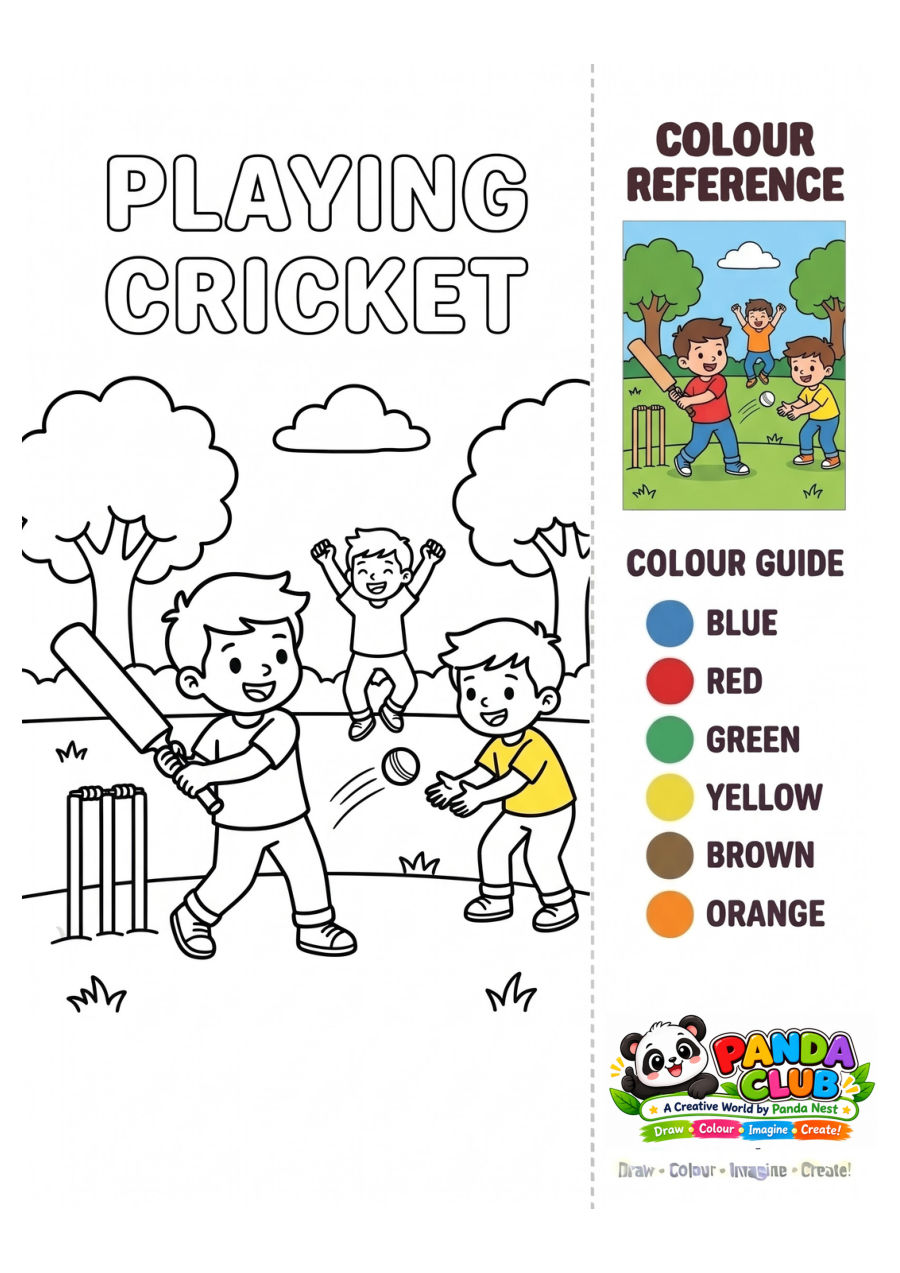 PLAYING
CRICKET
COLOUR
REFERENCE
COLOUR GUIDE
BLUE
RED
GREEN
YELLOW
BROWN
ORANGE
PANDA
CLUB
A Creative World by Panda Nest
Draw • Colour • Imagine • Create!
Draw • Colour • Imagine • Create!